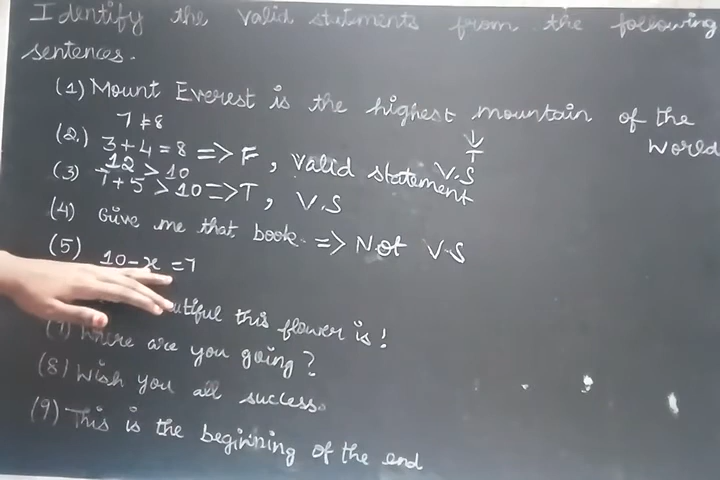 Identify the valid statements from the following
sentences.
(1) Mount Everest is the highest mountain of the
World
↓
T
V.S
7 ≠ 8
(2.) 3+4=8 => F, valid statement
12 > 10
(3) 7+5 > 10 => T, V.S
(4) Give me that book. => Not V.S
(5) 10-x =7
this flower is!
(7) Where are you going?
(8) Wish you all success.
(9) This is the beginning of the end